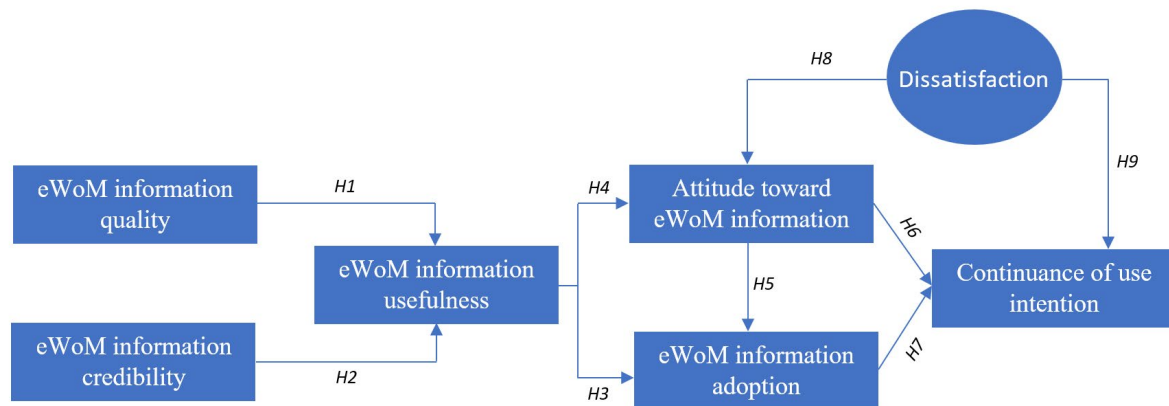 H8
Dissatisfaction
H9
eWoM information
quality
H1
H4
Attitude toward
eWoM information
H6
eWoM information
usefulness
H5
Continuance of use
intention
eWoM information
credibility
H2
H3
eWoM information
adoption
H7